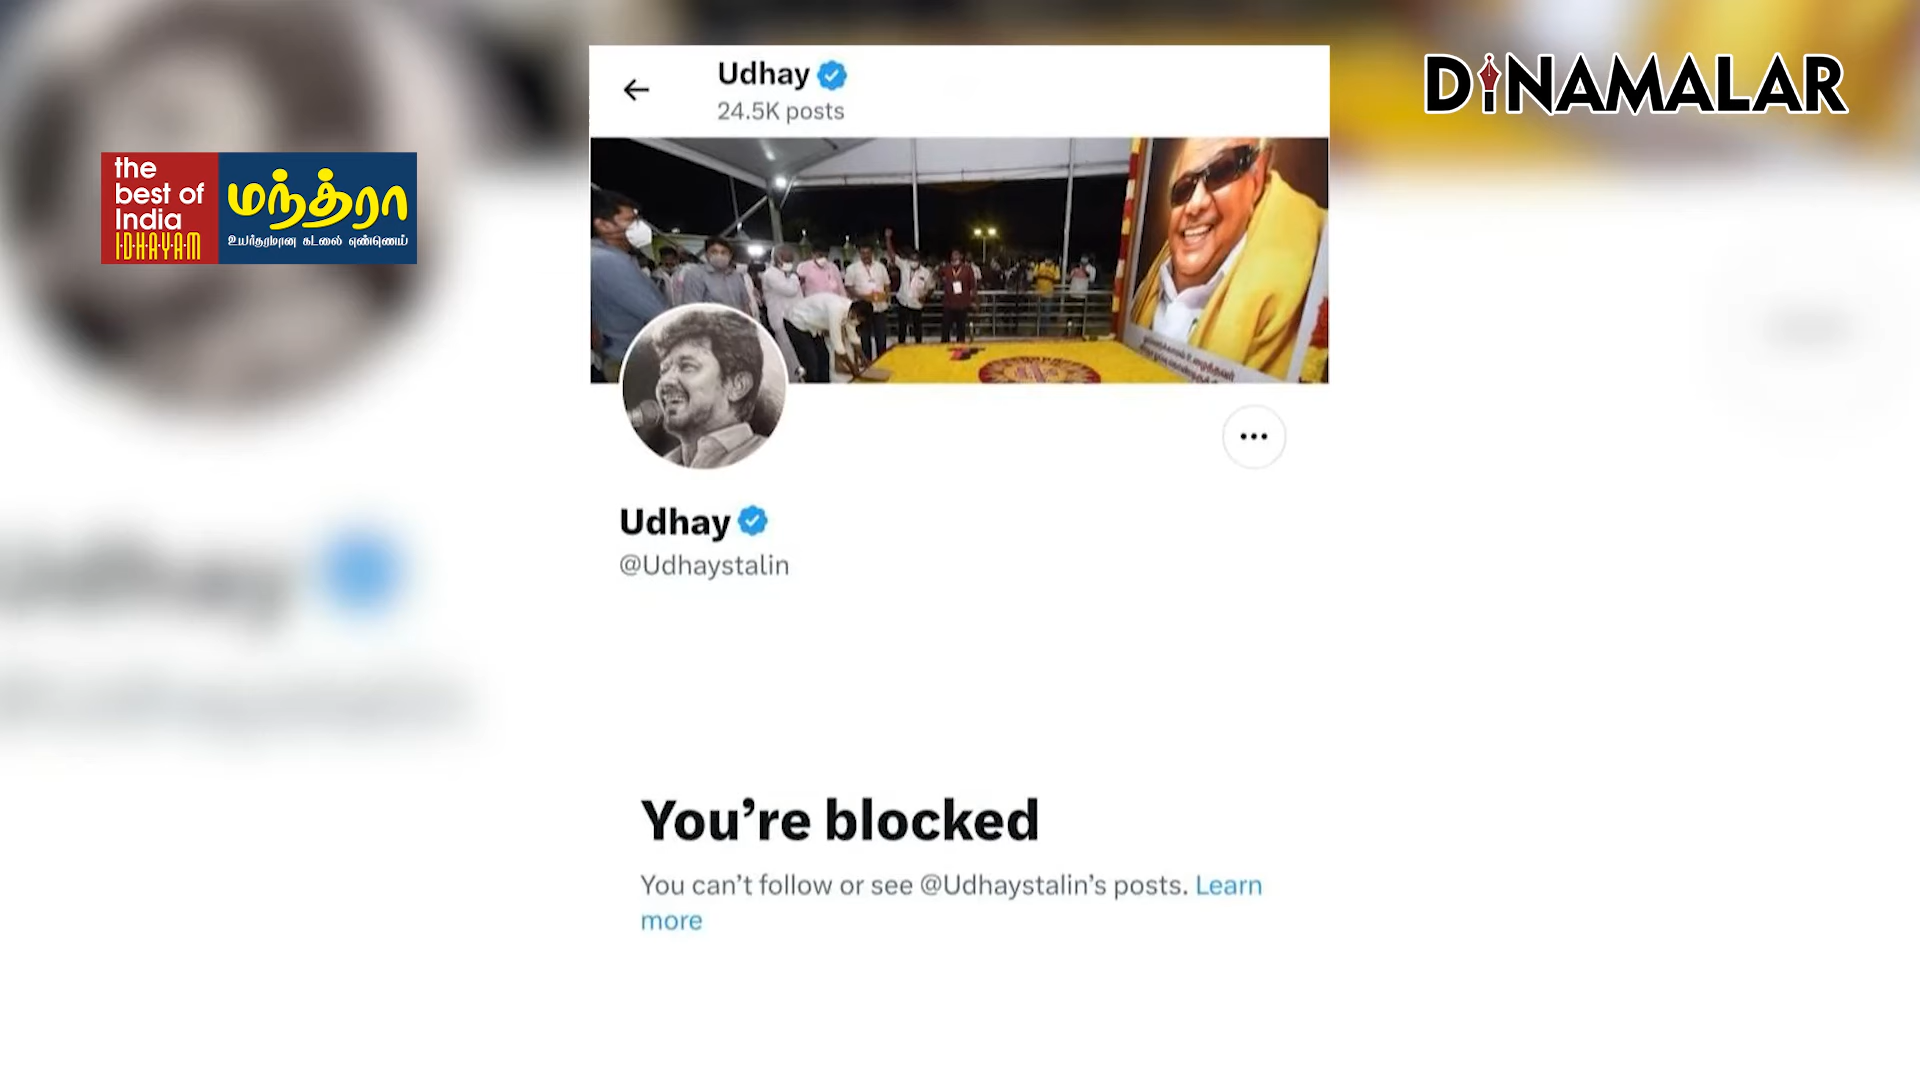 Udhay
24.5K posts
DINAMALAR
the
best of
India
IDHAYAM
மந்த்ரா
உயர்தரமான கடலை எண்ணெய்
Udhay
@Udhaystalin
You’re blocked
You can’t follow or see @Udhaystalin’s posts. Learn
more